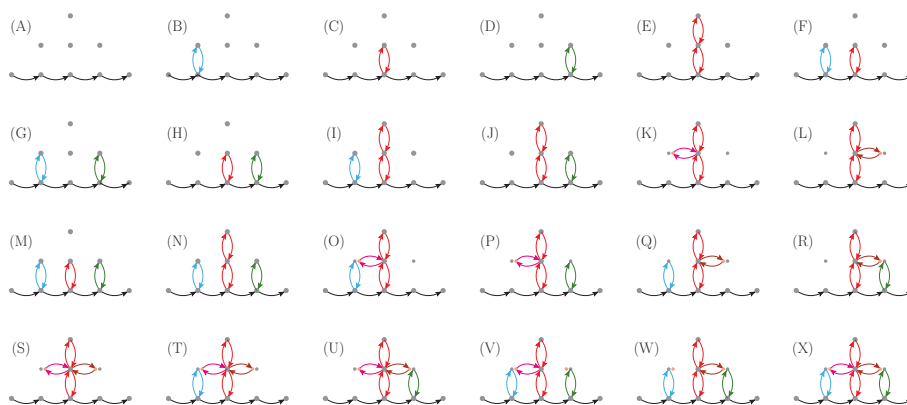 (A) (B) (C) (D) (E) (F)
(G) (H) (I) (J) (K) (L)
(M) (N) (O) (P) (Q) (R)
(S) (T) (U) (V) (W) (X)